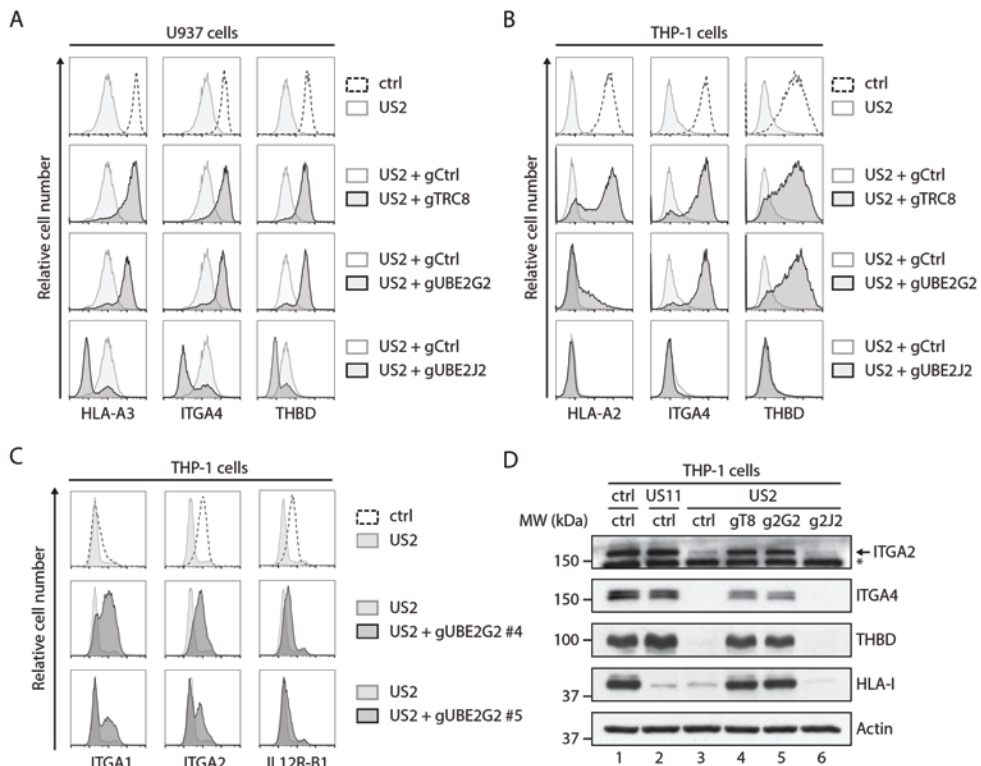 A
U937 cells
Relative cell number
ctrl
US2
US2 + gCtrl
US2 + gTRC8
US2 + gCtrl
US2 + gUBE2G2
US2 + gCtrl
US2 + gUBE2J2
HLA-A3 ITGA4 THBD
B
THP-1 cells
Relative cell number
ctrl
US2
US2 + gCtrl
US2 + gTRC8
US2 + gCtrl
US2 + gUBE2G2
US2 + gCtrl
US2 + gUBE2J2
HLA-A2 ITGA4 THBD
C
THP-1 cells
Relative cell number
ctrl
US2
US2
US2 + gUBE2G2 #4
US2
US2 + gUBE2G2 #5
ITGA1 ITGA2 IL12R-B1
D
THP-1 cells
ctrl US11 US2
MW (kDa) ctrl ctrl ctrl gT8 g2G2 g2J2
150 ITGA2
*
150 ITGA4
100 THBD
37 HLA-I
37 Actin
1 2 3 4 5 6